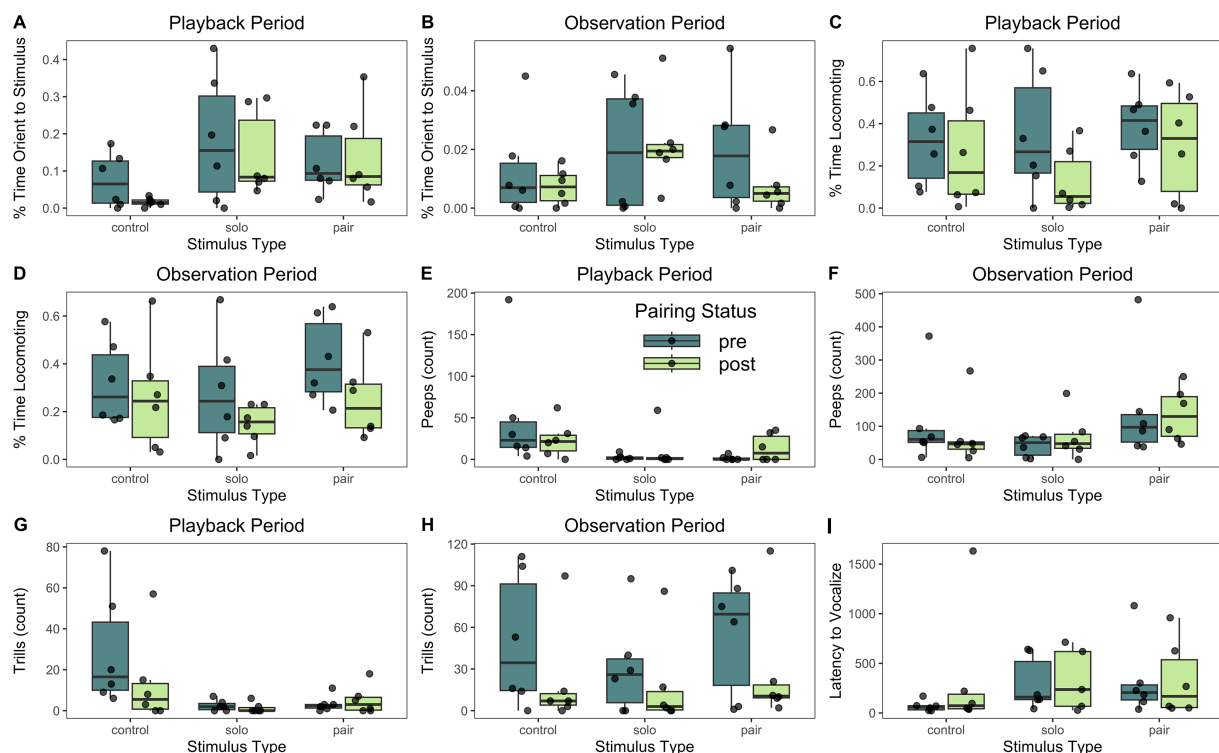 A Playback Period
% Time Orient to Stimulus
0.4
0.3
0.2
0.1
0.0
control solo pair
Stimulus Type
B Observation Period
% Time Orient to Stimulus
0.04
0.02
0.00
control solo pair
Stimulus Type
C Playback Period
% Time Locomoting
0.6
0.4
0.2
0.0
control solo pair
Stimulus Type
D Observation Period
% Time Locomoting
0.6
0.4
0.2
0.0
control solo pair
Stimulus Type
E Playback Period
Peeps (count)
200
150
100
50
0
Pairing Status
pre
post
control solo pair
Stimulus Type
F Observation Period
Peeps (count)
500
400
300
200
100
0
control solo pair
Stimulus Type
G Playback Period
Trills (count)
80
60
40
20
0
control solo pair
Stimulus Type
H Observation Period
Trills (count)
120
90
60
30
0
control solo pair
Stimulus Type
I
Latency to Vocalize
1500
1000
500
0
control solo pair
Stimulus Type